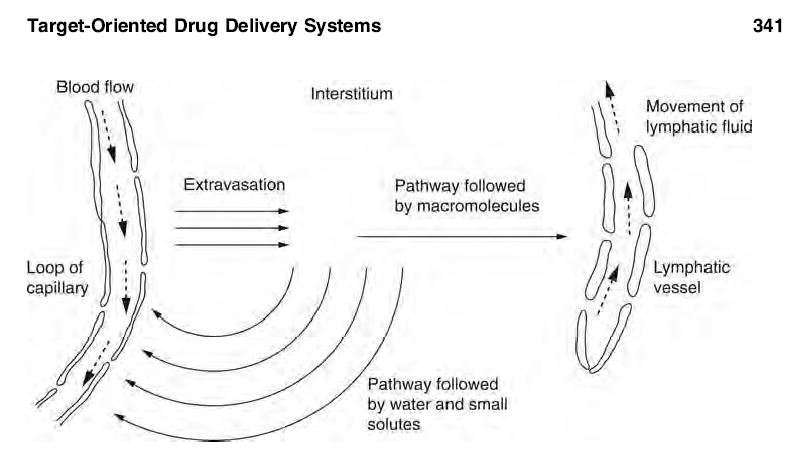 Target-Oriented Drug Delivery Systems 341
Blood flow
Interstitium
Movement of
lymphatic fluid
Extravasation
Pathway followed
by macromolecules
Loop of
capillary
Lymphatic
vessel
Pathway followed
by water and small
solutes